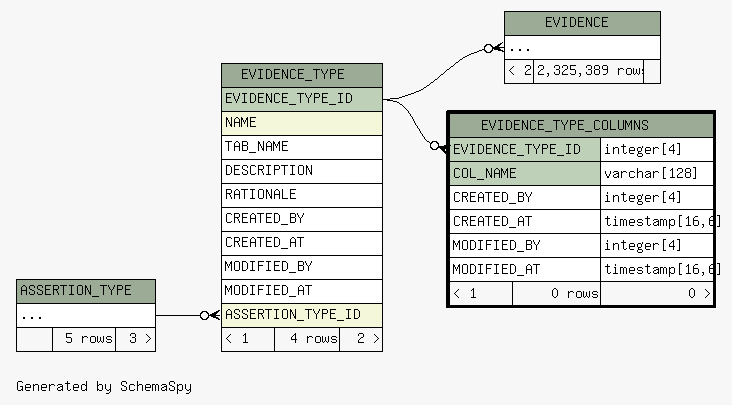 EVIDENCE
...
< 2 2,325,389 rows
EVIDENCE_TYPE
EVIDENCE_TYPE_ID
NAME
TAB_NAME
DESCRIPTION
RATIONALE
CREATED_BY
CREATED_AT
MODIFIED_BY
MODIFIED_AT
ASSERTION_TYPE_ID
< 1 4 rows 2 >
EVIDENCE_TYPE_COLUMNS
EVIDENCE_TYPE_ID integer[4]
COL_NAME varchar[128]
CREATED_BY integer[4]
CREATED_AT timestamp[16,6]
MODIFIED_BY integer[4]
MODIFIED_AT timestamp[16,6]
< 1 0 rows 0 >
ASSERTION_TYPE
...
5 rows 3 >
Generated by SchemaSpy